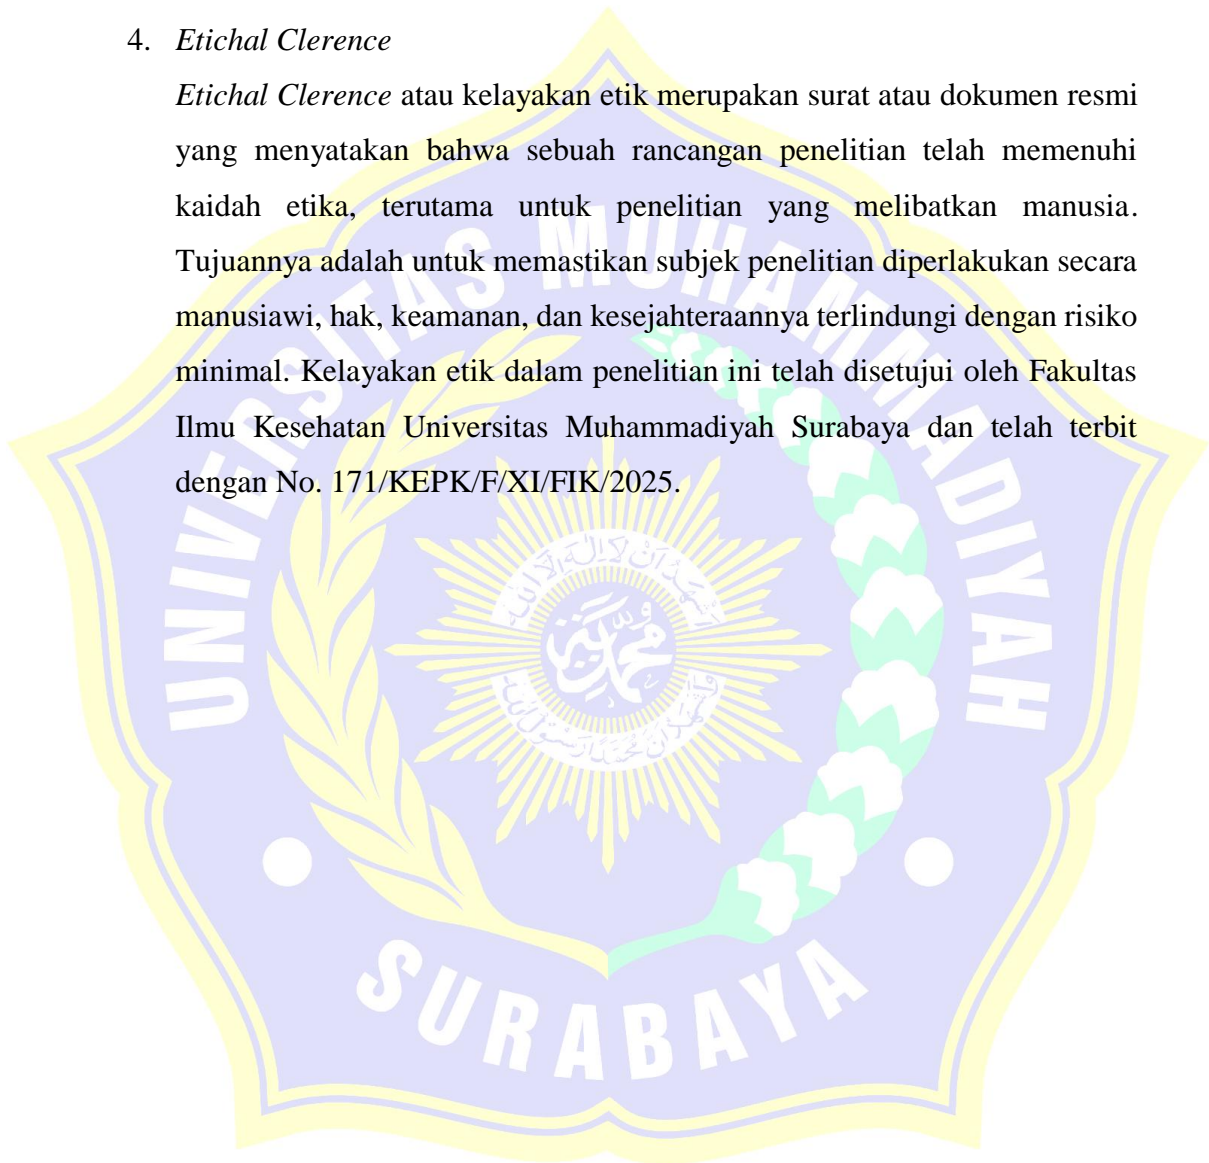 4. Etichal Clerence
Etichal Clerence atau kelayakan etik merupakan surat atau dokumen resmi
yang menyatakan bahwa sebuah rancangan penelitian telah memenuhi
kaidah etika, terutama untuk penelitian yang melibatkan manusia.
Tujuannya adalah untuk memastikan subjek penelitian diperlakukan secara
manusiawi, hak, keamanan, dan kesejahteraannya terlindungi dengan risiko
minimal. Kelayakan etik dalam penelitian ini telah disetujui oleh Fakultas
Ilmu Kesehatan Universitas Muhammadiyah Surabaya dan telah terbit
dengan No. 171/KEPK/F/XI/FIK/2025.
UNIVERSITAS MUHAMMADIYAH
SURABAYA